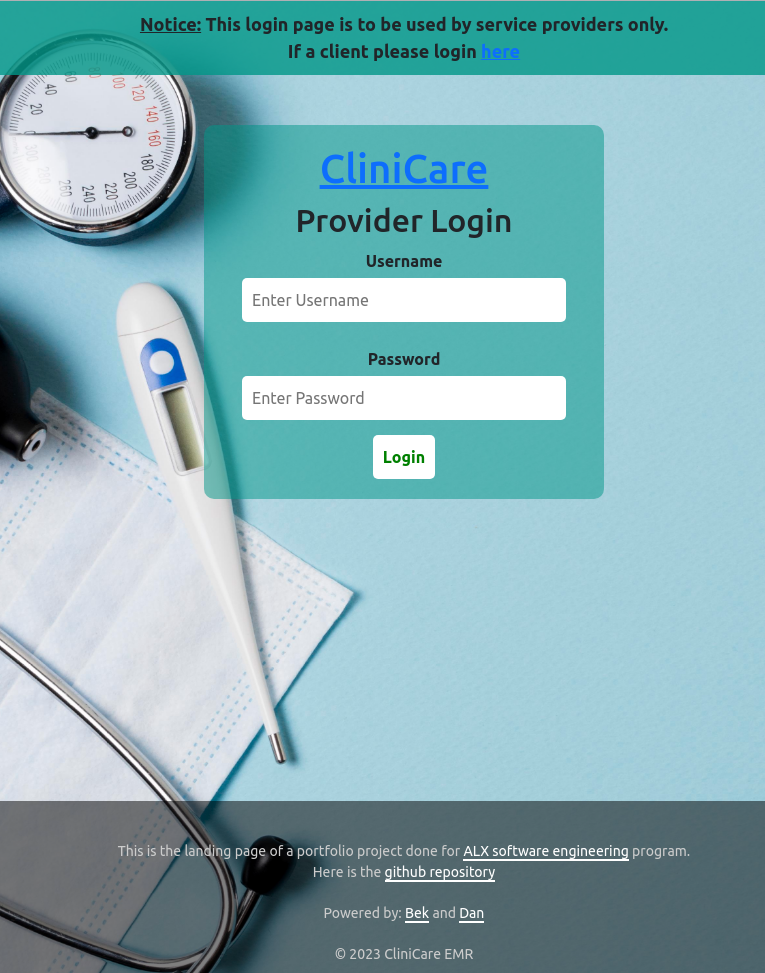 Notice: This login page is to be used by service providers only.
If a client please login here
CliniCare
Provider Login
Username
Enter Username
Password
Enter Password
Login
20
40
60
80
100
120
140
160
180
200
220
240
260
300
0
This is the landing page of a portfolio project done for ALX software engineering program.
Here is the github repository
Powered by: Bek and Dan
© 2023 CliniCare EMR